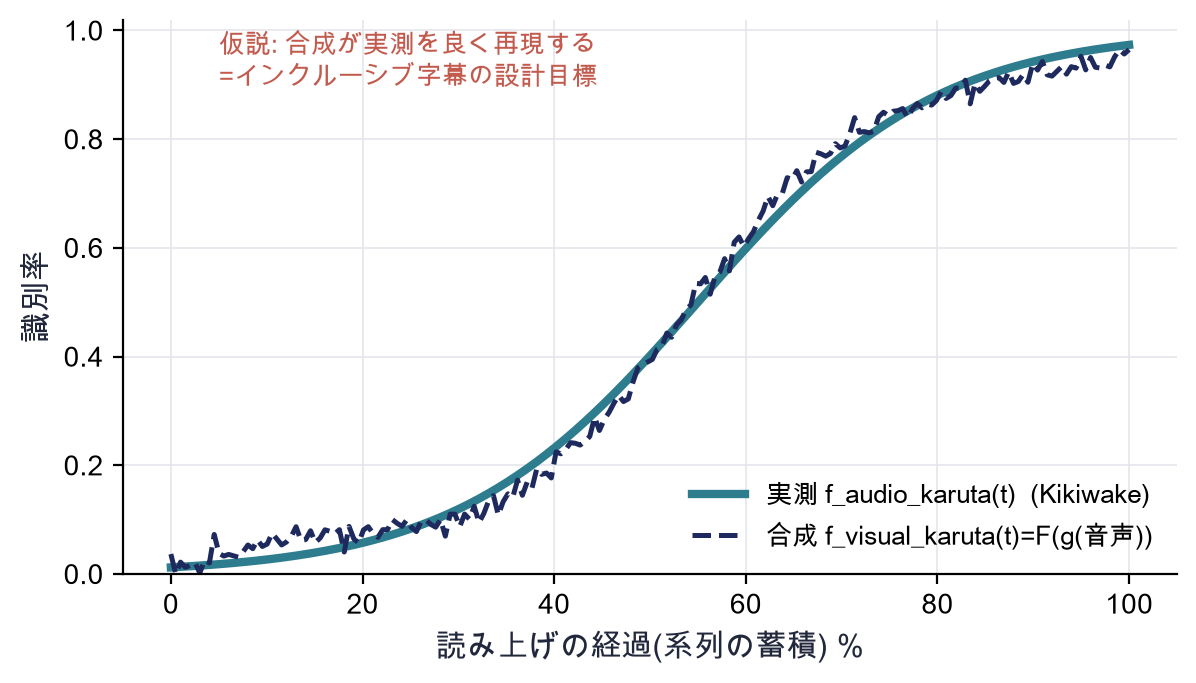 仮説: 合成が実測を良く再現する
=インクルーシブ字幕の設計目標
1.0
0.8
0.6
0.4
0.2
0.0
識別率
実測 f_audio_karuta(t) (Kikiwake)
合成 f_visual_karuta(t)=F(g(音声))
0 20 40 60 80 100
読み上げの経過(系列の蓄積) %